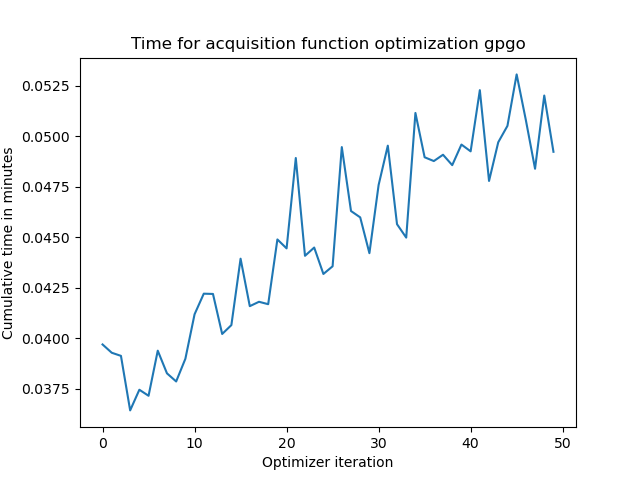 Time for acquisition function optimization gpgo
0.0525
0.0500
0.0475
0.0450
0.0425
0.0400
0.0375
Cumulative time in minutes
0 10 20 30 40 50
Optimizer iteration